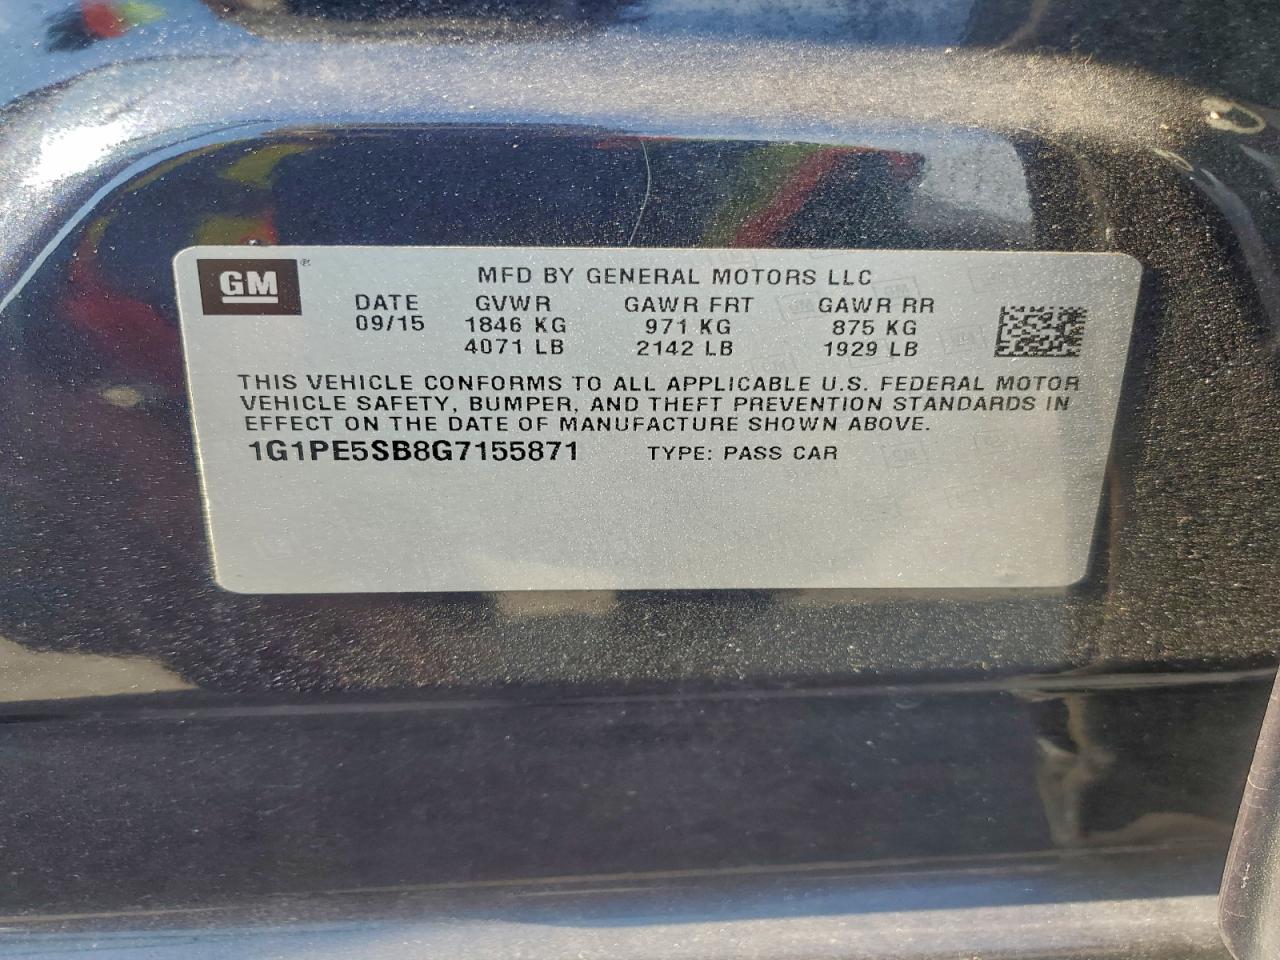 GM ®
MFD BY GENERAL MOTORS LLC
DATE GVWR GAWR FRT GAWR RR
09/15 1846 KG 971 KG 875 KG
4071 LB 2142 LB 1929 LB
THIS VEHICLE CONFORMS TO ALL APPLICABLE U.S. FEDERAL MOTOR
VEHICLE SAFETY, BUMPER, AND THEFT PREVENTION STANDARDS IN
EFFECT ON THE DATE OF MANUFACTURE SHOWN ABOVE.
1G1PE5SB8G7155871 TYPE: PASS CAR